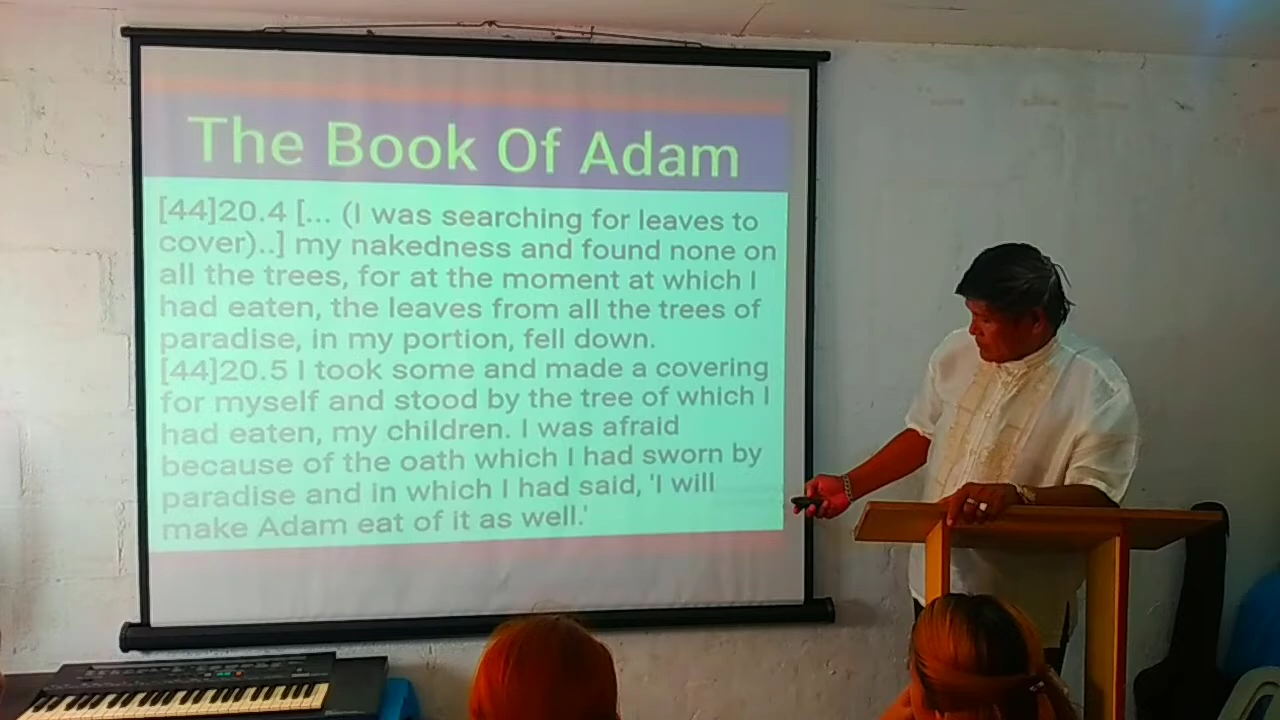 The Book Of Adam
[44]20.4 [... (I was searching for leaves to
cover)..] my nakedness and found none on
all the trees, for at the moment at which I
had eaten, the leaves from all the trees of
paradise, in my portion, fell down.
[44]20.5 I took some and made a covering
for myself and stood by the tree of which I
had eaten, my children. I was afraid
because of the oath which I had sworn by
paradise and in which I had said, 'I will
make Adam eat of it as well.'